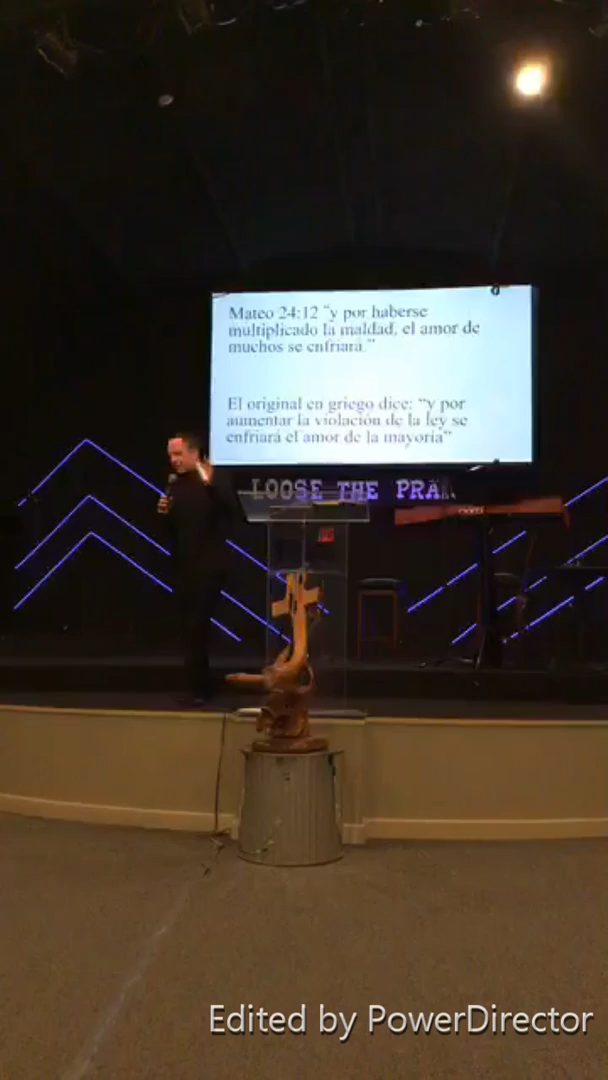 Mateo 24:12 “y por haberse
multiplicado la maldad, el amor de
muchos se enfriará.”
El original en griego dice: “y por
aumentar la violación de la ley se
enfriará el amor de la mayoría”
LOOSE THE
Edited by PowerDirector